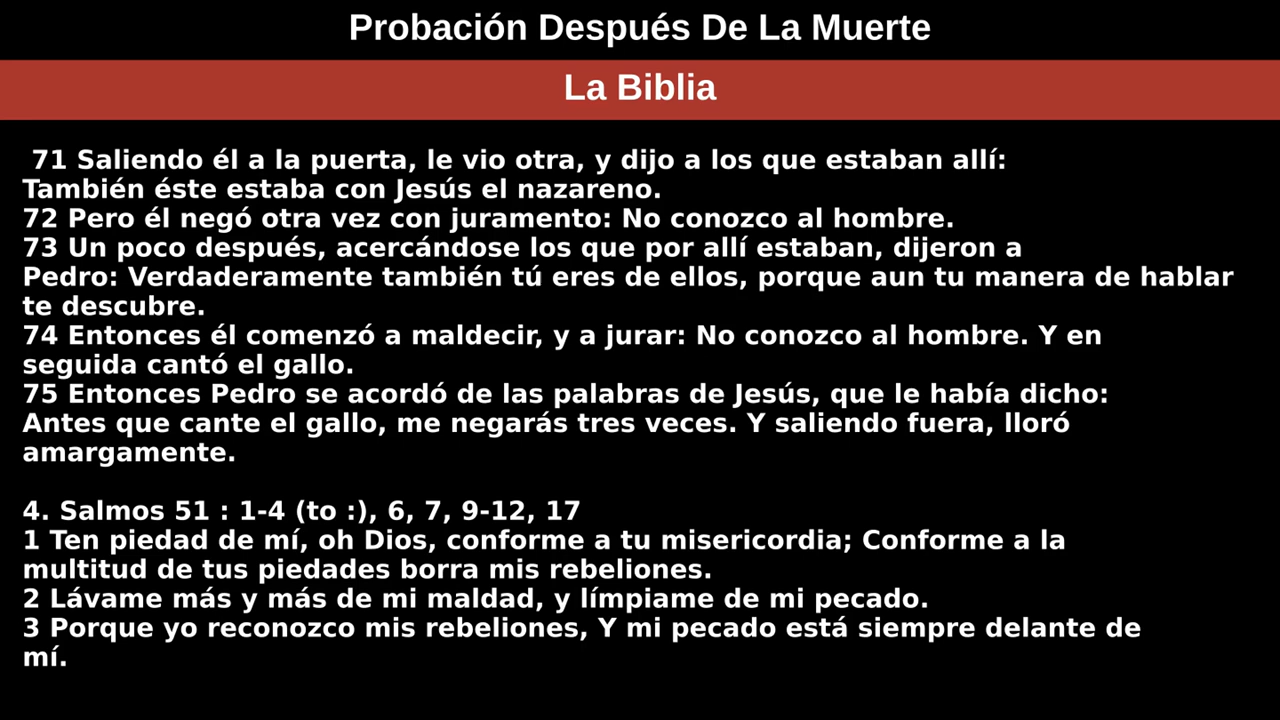 Probación Después De La Muerte
La Biblia
71 Saliendo él a la puerta, le vio otra, y dijo a los que estaban allí:
También éste estaba con Jesús el nazareno.
72 Pero él negó otra vez con juramento: No conozco al hombre.
73 Un poco después, acercándose los que por allí estaban, dijeron a
Pedro: Verdaderamente también tú eres de ellos, porque aun tu manera de hablar
te descubre.
74 Entonces él comenzó a maldecir, y a jurar: No conozco al hombre. Y en
seguida cantó el gallo.
75 Entonces Pedro se acordó de las palabras de Jesús, que le había dicho:
Antes que cante el gallo, me negarás tres veces. Y saliendo fuera, lloró
amargamente.
4. Salmos 51 : 1-4 (to :), 6, 7, 9-12, 17
1 Ten piedad de mí, oh Dios, conforme a tu misericordia; Conforme a la
multitud de tus piedades borra mis rebeliones.
2 Lávame más y más de mi maldad, y límpiame de mi pecado.
3 Porque yo reconozco mis rebeliones, Y mi pecado está siempre delante de
mí.